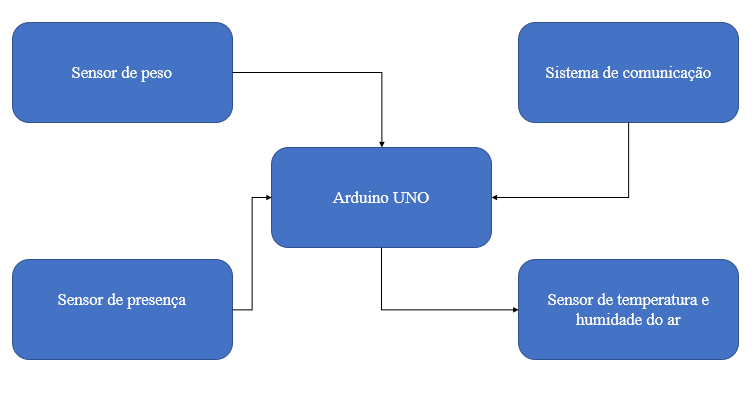 Sensor de peso
Sistema de comunicação
Arduino UNO
Sensor de presença
Sensor de temperatura e
humidade do ar